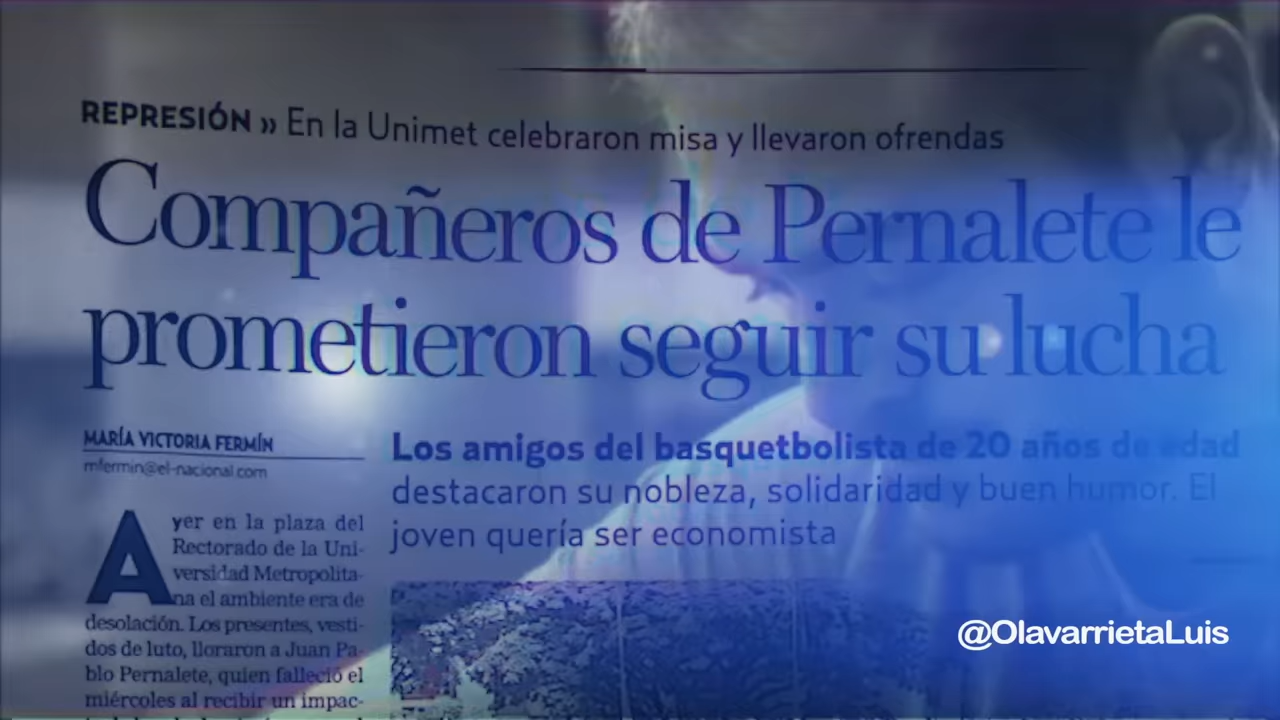 REPRESIÓN » En la Unimet celebraron misa y llevaron ofrendas
Compañeros de Pernalete le
prometieron seguir su lucha
MARÍA VICTORIA FERMÍN
mfermin@el-nacional.com
Los amigos del basquetbolista de 20 años de edad
destacaron su nobleza, solidaridad y buen humor. El
joven quería ser economista
Ayer en la plaza del
Rectorado de la Uni-
versidad Metropolita-
na el ambiente era de
desolación. Los presentes, vesti-
dos de luto, lloraron a Juan Pa-
blo Pernalete, quien falleció el
miércoles al recibir un impac-
@OlavarrietaLuis